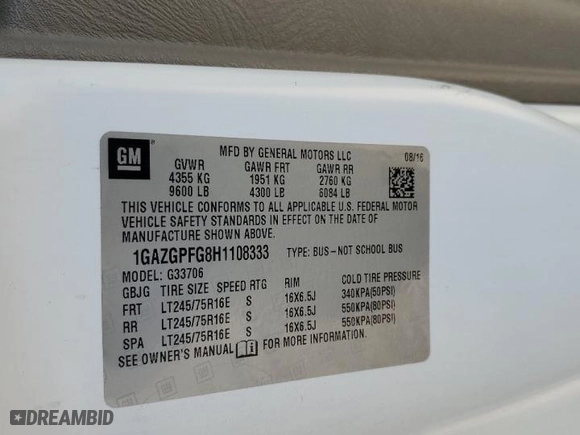 GM
MFD BY GENERAL MOTORS LLC 08/16
GVWR GAWR FRT GAWR RR
4355 KG 1951 KG 2760 KG
9600 LB 4300 LB 6084 LB
THIS VEHICLE CONFORMS TO ALL APPLICABLE U.S. FEDERAL MOTOR
VEHICLE SAFETY STANDARDS IN EFFECT ON THE DATE OF
MANUFACTURE SHOWN ABOVE.
1GAZGPFG8H1108333 TYPE: BUS-NOT SCHOOL BUS
MODEL: G33706
GBJG TIRE SIZE SPEED RTG RIM COLD TIRE PRESSURE
FRT LT245/75R16E S 16X6.5J 340KPA(50PSI)
RR LT245/75R16E S 16X6.5J 550KPA(80PSI)
SPA LT245/75R16E S 16X6.5J 550KPA(80PSI)
SEE OWNER'S MANUAL FOR MORE INFORMATION.
DREAMBID